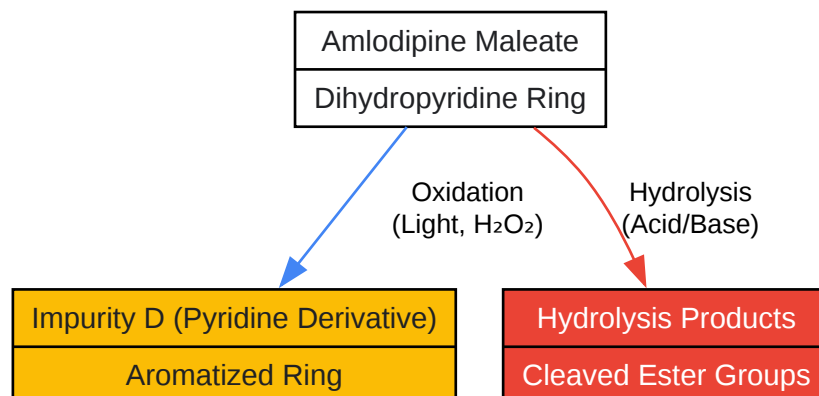 Amlodipine Maleate
Dihydropyridine Ring
Oxidation
(Light, H₂O₂)
Hydrolysis
(Acid/Base)
Impurity D (Pyridine Derivative)
Aromatized Ring
Hydrolysis Products
Cleaved Ester Groups